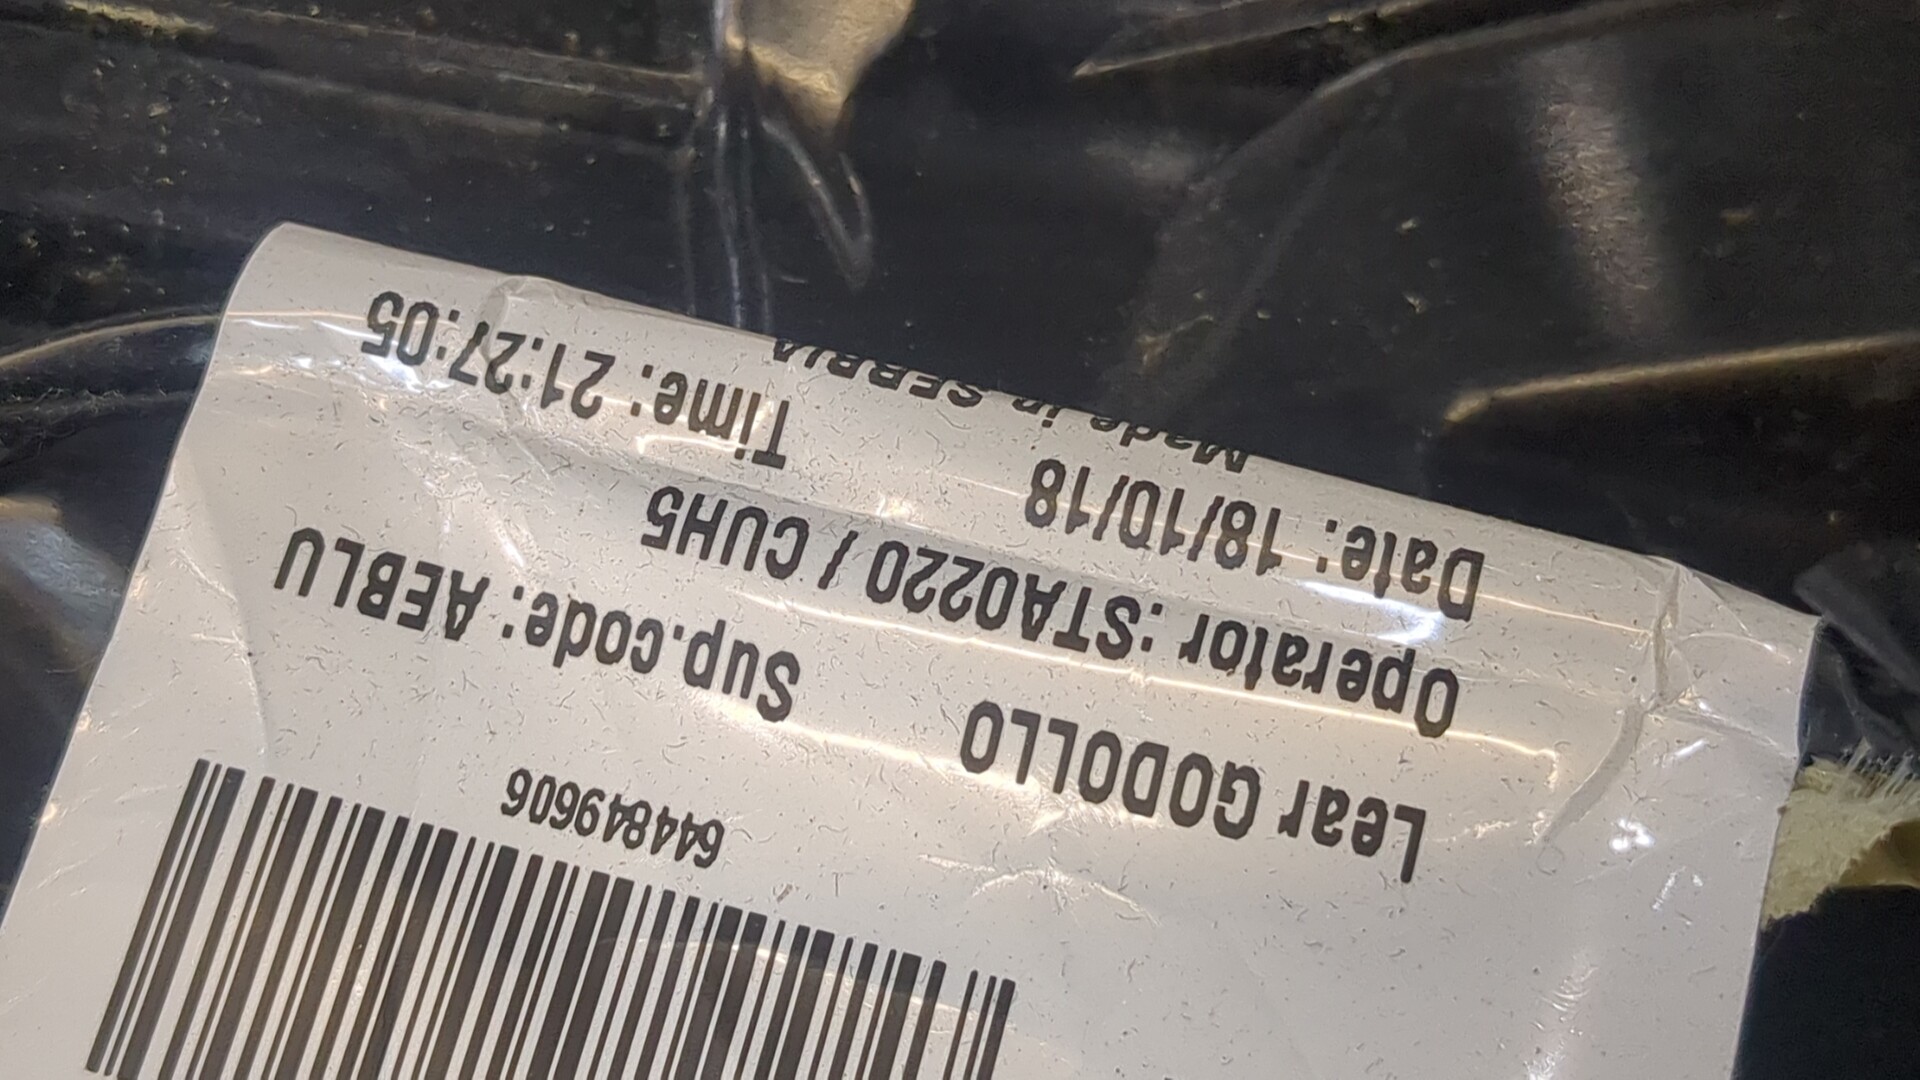 644849606
Lear GODOLLO Sup.code: AEBLU
Operator :STA0220 / CUH5
Date: 18/10/18 Time: 21:27:05
Made in SERBIA